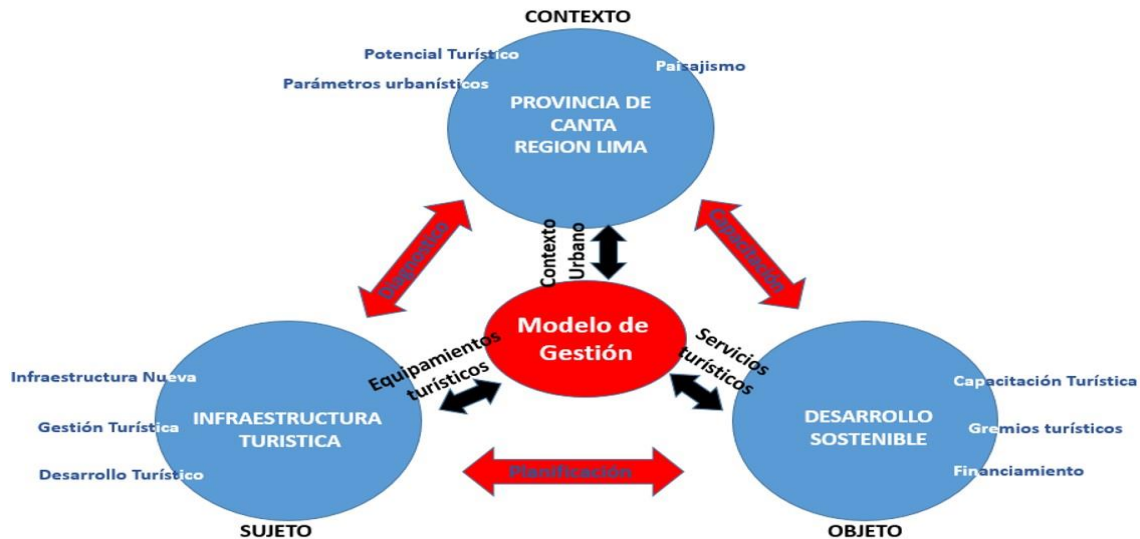 CONTEXTO
Potencial Turístico
Paisajismo
Parámetros urbanísticos
PROVINCIA DE
CANTA
REGION LIMA
Diagnostico
Contexto
Urbano
Capacitación
Modelo de
Gestión
Equipamientos
turísticos
Servicios
turísticos
Infraestructura Nueva
Gestión Turística
Desarrollo Turístico
INFRAESTRUCTURA
TURISTICA
Planificación
DESARROLLO
SOSTENIBLE
Capacitación Turística
Gremios turísticos
Financiamiento
SUJETO
OBJETO